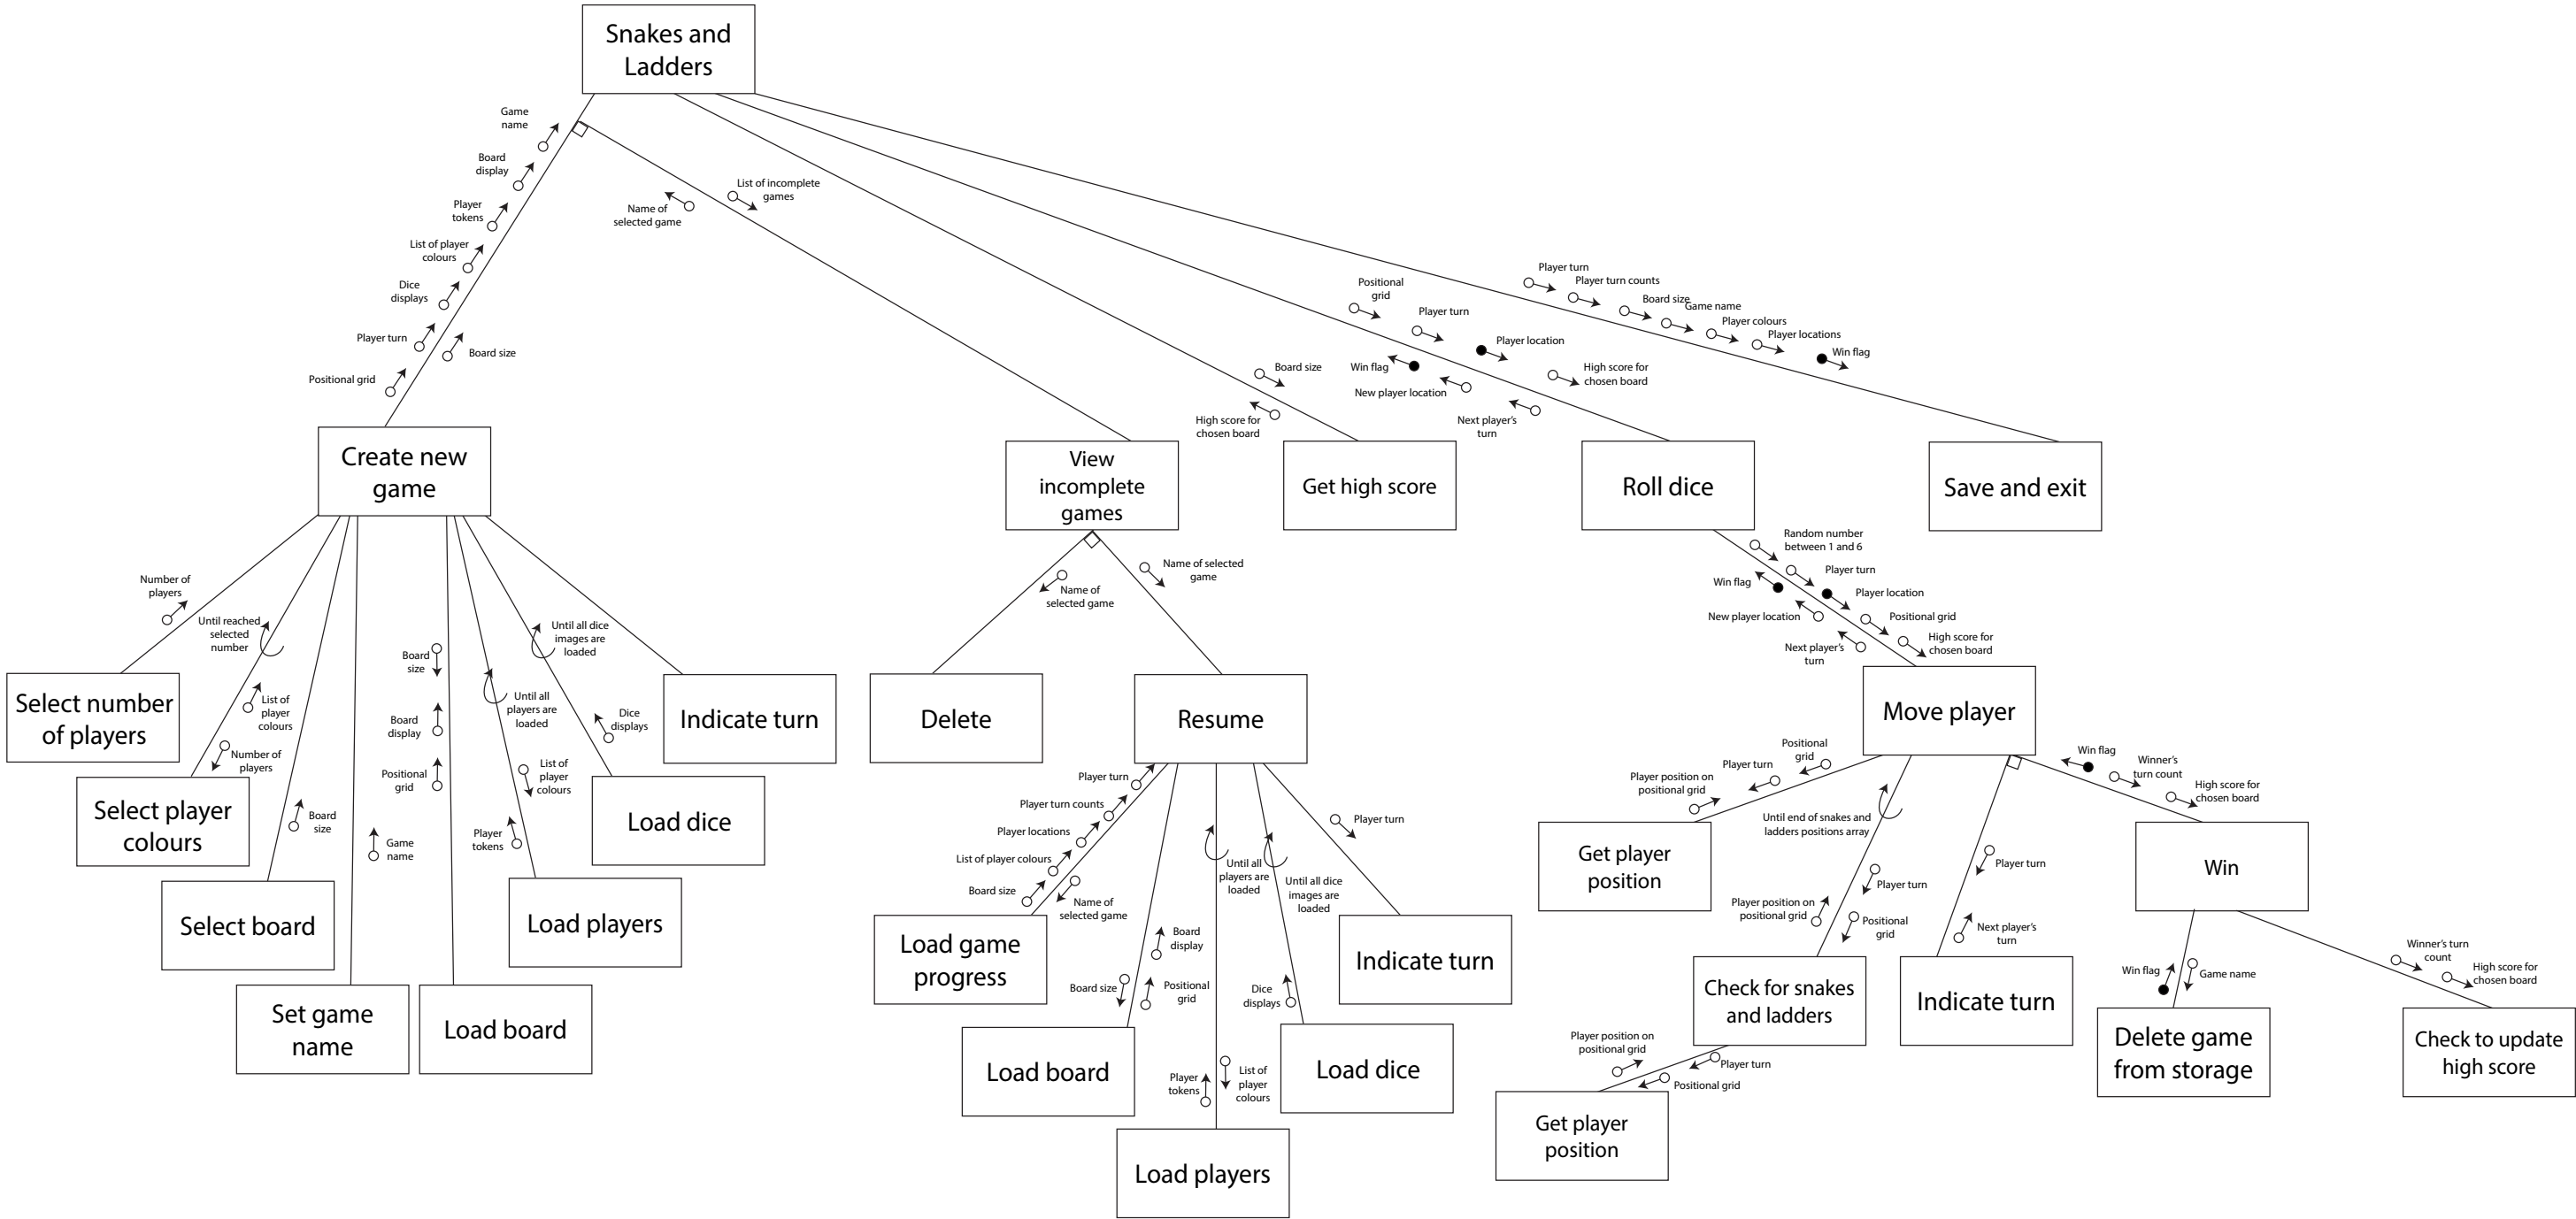 Snakes and
Ladders
Game
name
Board
display
Player
tokens
List of player
colours
Dice
displays
Player turn
Board size
Positional grid
List of incomplete
games
Name of
selected game
Board size
High score for
chosen board
Positional
grid
Player turn
Player location
High score for
chosen board
Win flag
New player location
Next player's
turn
Player turn
Player turn counts
Board size
Game name
Player colours
Player locations
Win flag
Create new
game
View
incomplete
games
Get high score
Roll dice
Save and exit
Number of
players
Until reached
selected
number
List of
player
colours
Number of
players
Board
size
Game
name
Board
size
Board
display
Positional
grid
Until all
players are
loaded
List of
player
colours
Player
tokens
Until all dice
images are
loaded
Dice
displays
Select number
of players
Select player
colours
Select board
Set game
name
Load board
Load players
Load dice
Indicate turn
Name of
selected game
Name of selected
game
Delete
Resume
Player turn
Player turn counts
Player locations
List of player colours
Board size
Name of
selected game
Board size
Board
display
Positional
grid
Until all
players are
loaded
Player
tokens
List of
player
colours
Until all dice
images are
loaded
Dice
displays
Player turn
Load game
progress
Load board
Load players
Load dice
Indicate turn
Random number
between 1 and 6
Player turn
Player location
Positional grid
High score for
chosen board
Win flag
New player location
Next player's
turn
Move player
Positional
grid
Player turn
Player position on
positional grid
Until end of snakes and
ladders positions array
Player turn
Player position on
positional grid
Positional
grid
Player turn
Next player's
turn
Win flag
Winner's
turn count
High score for
chosen board
Get player
position
Win
Check for snakes
and ladders
Indicate turn
Player position on
positional grid
Player turn
Positional grid
Get player
position
Win flag
Game name
Winner's turn
count
High score for
chosen board
Delete game
from storage
Check to update
high score